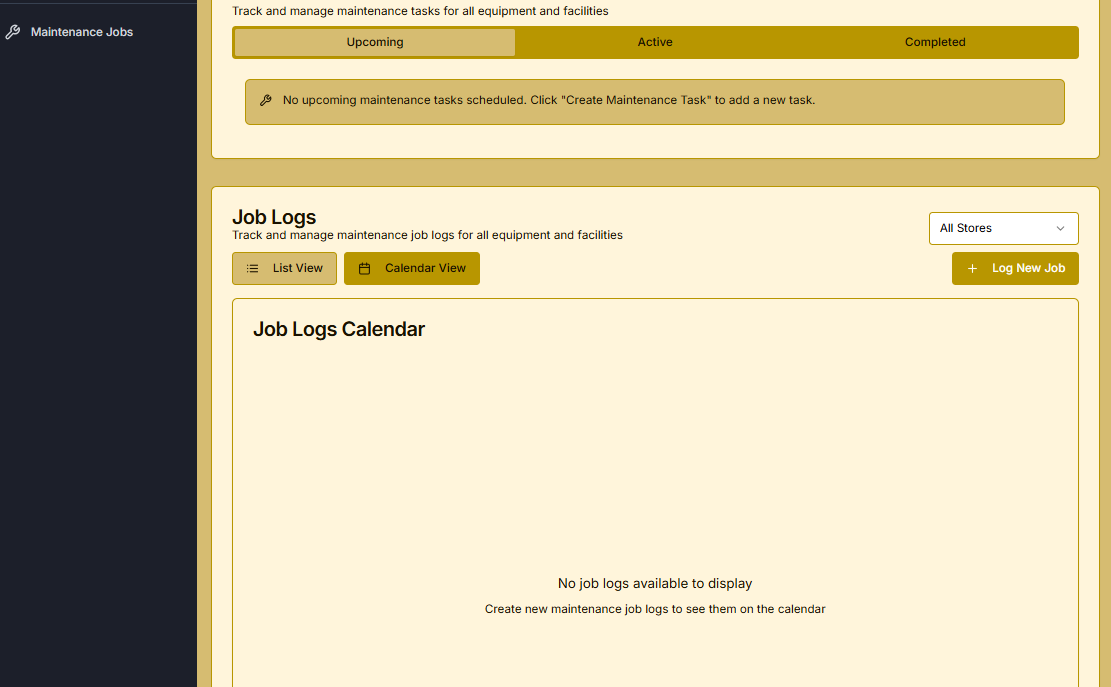 Maintenance Jobs
Track and manage maintenance tasks for all equipment and facilities
Upcoming
Active
Completed
No upcoming maintenance tasks scheduled. Click "Create Maintenance Task" to add a new task.
Job Logs
Track and manage maintenance job logs for all equipment and facilities
All Stores
List View
Calendar View
Log New Job
Job Logs Calendar
No job logs available to display
Create new maintenance job logs to see them on the calendar